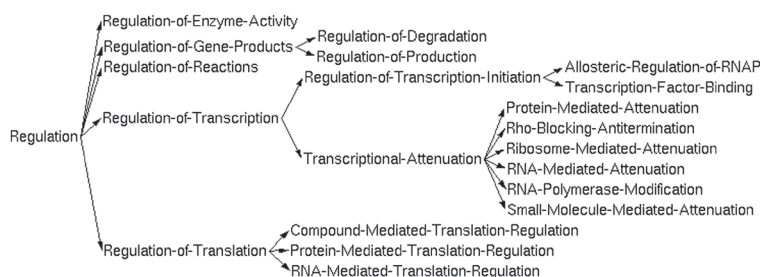 Regulation
Regulation-of-Enzyme-Activity
Regulation-of-Gene-Products
Regulation-of-Degradation
Regulation-of-Production
Regulation-of-Reactions
Regulation-of-Transcription
Regulation-of-Transcription-Initiation
Allosteric-Regulation-of-RNAP
Transcription-Factor-Binding
Transcriptional-Attenuation
Protein-Mediated-Attenuation
Rho-Blocking-Antitermination
Ribosome-Mediated-Attenuation
RNA-Mediated-Attenuation
RNA-Polymerase-Modification
Small-Molecule-Mediated-Attenuation
Regulation-of-Translation
Compound-Mediated-Translation-Regulation
Protein-Mediated-Translation-Regulation
RNA-Mediated-Translation-Regulation